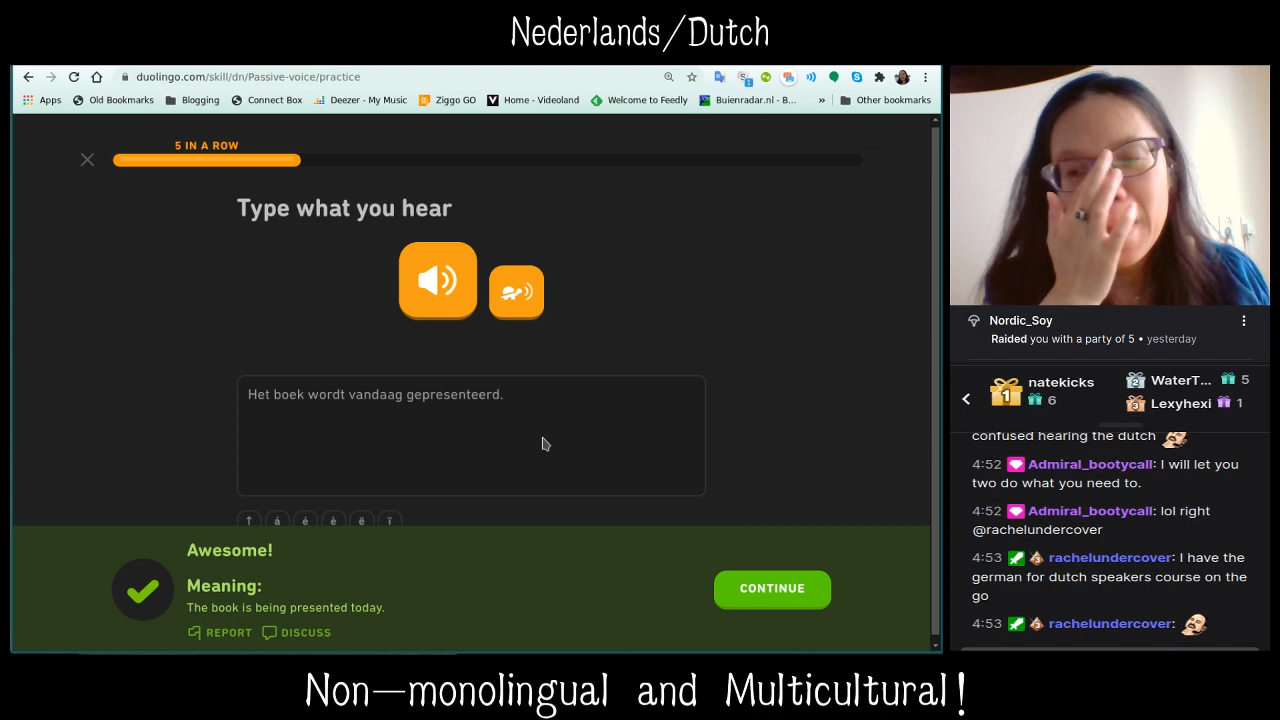 Nederlands/Dutch
duolingo.com/skill/dn/Passive-voice/practice
Apps
Old Bookmarks
Blogging
Connect Box
Deezer - My Music
Ziggo GO
Home - Videoland
Welcome to Feedly
Buienradar.nl - B...
»
Other bookmarks
5 IN A ROW
Type what you hear
Het boek wordt vandaag gepresenteerd.
↑ á é è ë ï
Awesome!
Meaning:
The book is being presented today.
REPORT DISCUSS
CONTINUE
Nordic_Soy
Raided you with a party of 5 • yesterday
1 natekicks
6
2 WaterT... 5
3 Lexyhexi 1
confused hearing the dutch
4:52 Admiral_bootycall: I will let you
two do what you need to.
4:52 Admiral_bootycall: lol right
@rachelundercover
4:53 rachelundercover: I have the
german for dutch speakers course on the
go
4:53 rachelundercover:
Non-monolingual and Multicultural!